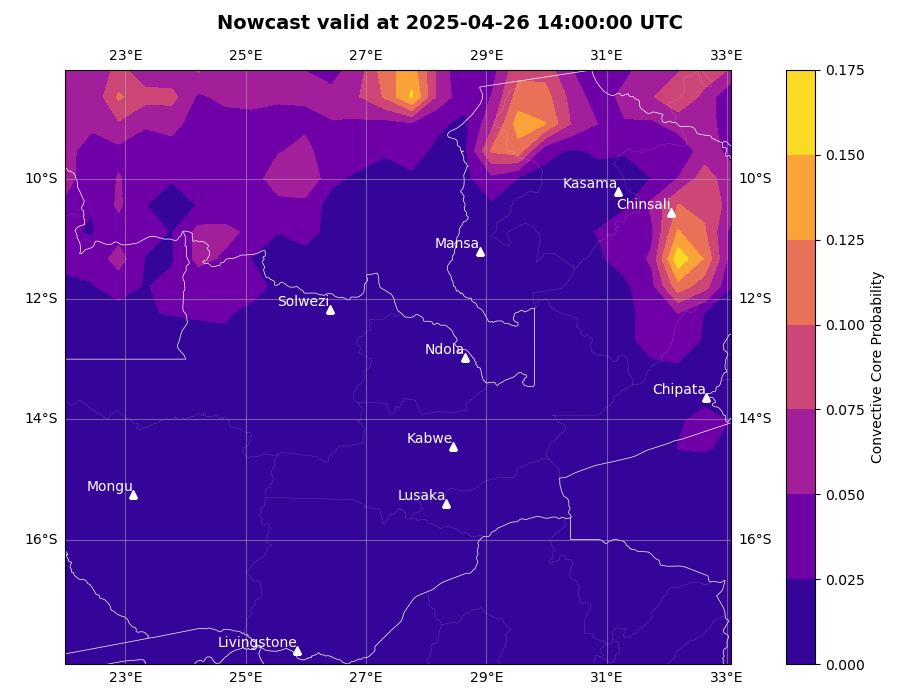 Nowcast valid at 2025-04-26 14:00:00 UTC
23°E 25°E 27°E 29°E 31°E 33°E
0.175
0.150
10°S Kasama 10°S
Chinsali
0.125
Mansa
12°S Solwezi 12°S
0.100
Ndola
Chipata
0.075
14°S 14°S
Kabwe
Mongu Lusaka
0.050
16°S 16°S
0.025
Livingstone
0.000
23°E 25°E 27°E 29°E 31°E 33°E
Convective Core Probability